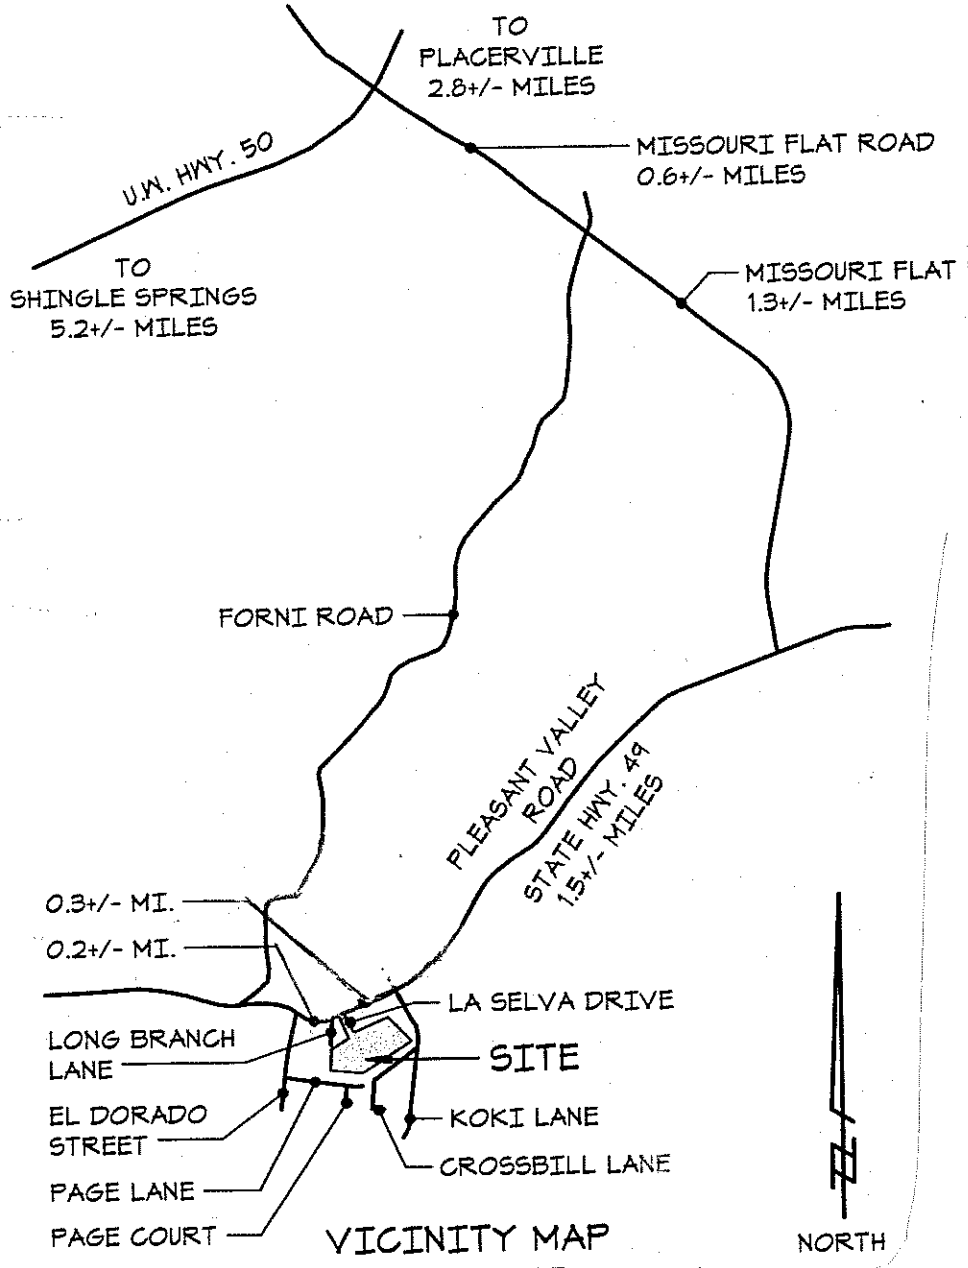 TO
PLACERVILLE
2.8+/- MILES
U.W. HWY. 50
MISSOURI FLAT ROAD
0.6+/- MILES
TO
SHINGLE SPRINGS
5.2+/- MILES
MISSOURI FLAT
1.3+/- MILES
FORNI ROAD
PLEASANT VALLEY
ROAD
STATE HWY. 49
1.5+/- MILES
0.3+/- MI.
0.2+/- MI.
LA SELVA DRIVE
LONG BRANCH
LANE
SITE
EL DORADO
STREET
KOKI LANE
CROSSBILL LANE
PAGE LANE
PAGE COURT
VICINITY MAP
NORTH